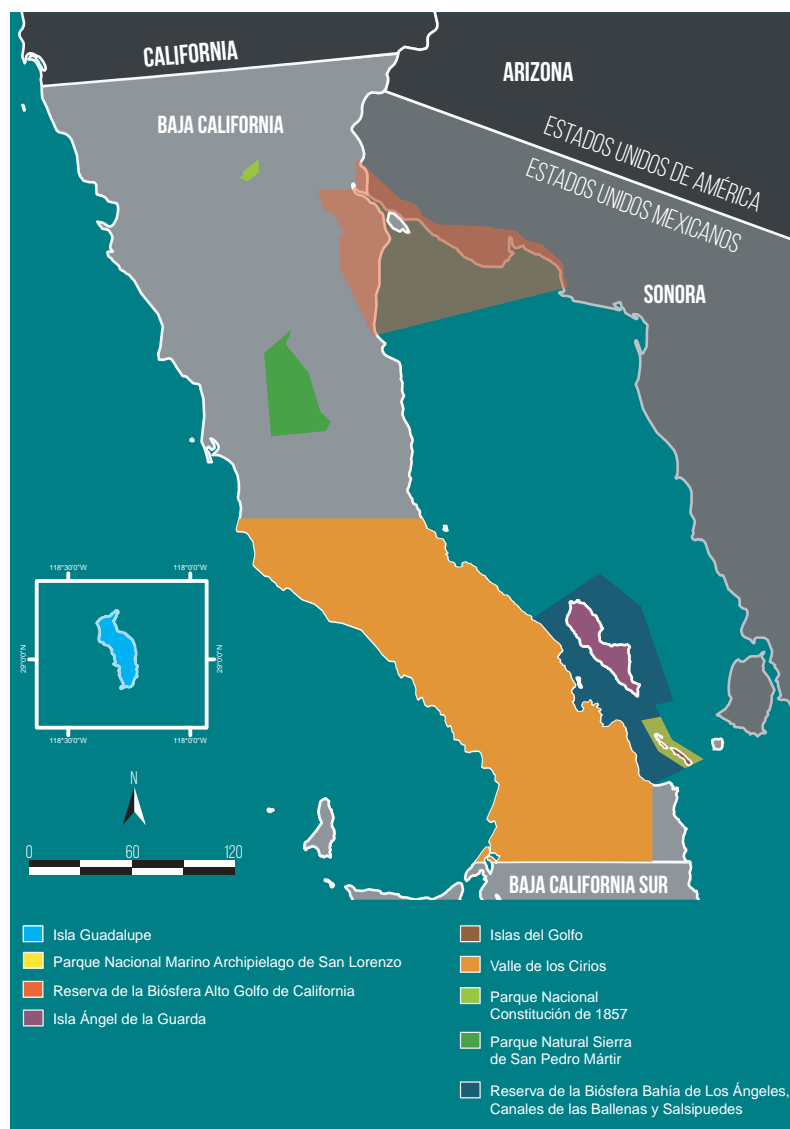 CALIFORNIA
ARIZONA
BAJA CALIFORNIA
ESTADOS UNIDOS DE AMÉRICA
ESTADOS UNIDOS MEXICANOS
SONORA
118°30'0"W
118°0'0"W
29°0'0"N
29°0'0"N
118°30'0"W
118°0'0"W
N
0
60
120
BAJA CALIFORNIA SUR
Isla Guadalupe
Parque Nacional Marino Archipielago de San Lorenzo
Reserva de la Biósfera Alto Golfo de California
Isla Ángel de la Guarda
Islas del Golfo
Valle de los Cirios
Parque Nacional
Constitución de 1857
Parque Natural Sierra
de San Pedro Mártir
Reserva de la Biósfera Bahía de Los Ángeles,
Canales de las Ballenas y Salsipuedes